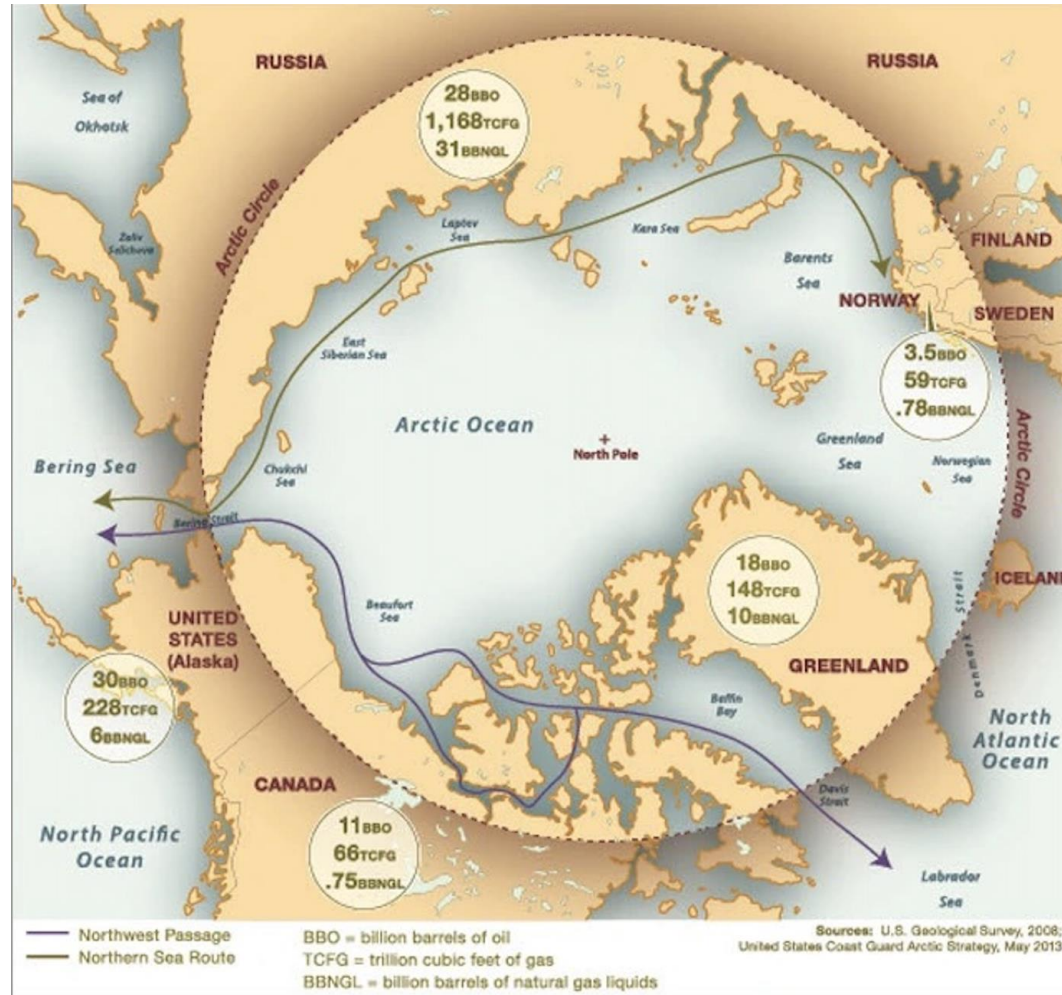 RUSSIA
RUSSIA
Sea of
Okhotsk
28BBO
1,168TCFG
31BBNGL
Arctic Circle
Laptev
Sea
Kara Sea
Zaliv
Barents
Sea
FINLAND
NORWAY
SWEDEN
East
Siberian Sea
3.5BBO
59TCFG
.78BBNGL
Arctic Ocean
North Pole
Greenland
Sea
Norwegian
Sea
Arctic Circle
Bering Sea
Chukchi
Sea
Bering Strait
18BBO
148TCFG
10BBNGL
ICELAND
Denmark Strait
Beaufort
Sea
UNITED
STATES
(Alaska)
GREENLAND
30BBO
228TCFG
6BBNGL
Baffin
Bay
North
Atlantic
Ocean
CANADA
Davis
Strait
North Pacific
Ocean
11BBO
66TCFG
.75BBNGL
Labrador
Sea
Northwest Passage
Northern Sea Route
BBO = billion barrels of oil
TCFG = trillion cubic feet of gas
BBNGL = billion barrels of natural gas liquids
Sources: U.S. Geological Survey, 2008;
United States Coast Guard Arctic Strategy, May 2013